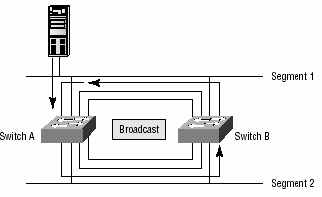 Segment 1
Switch A
Broadcast
Switch B
Segment 2